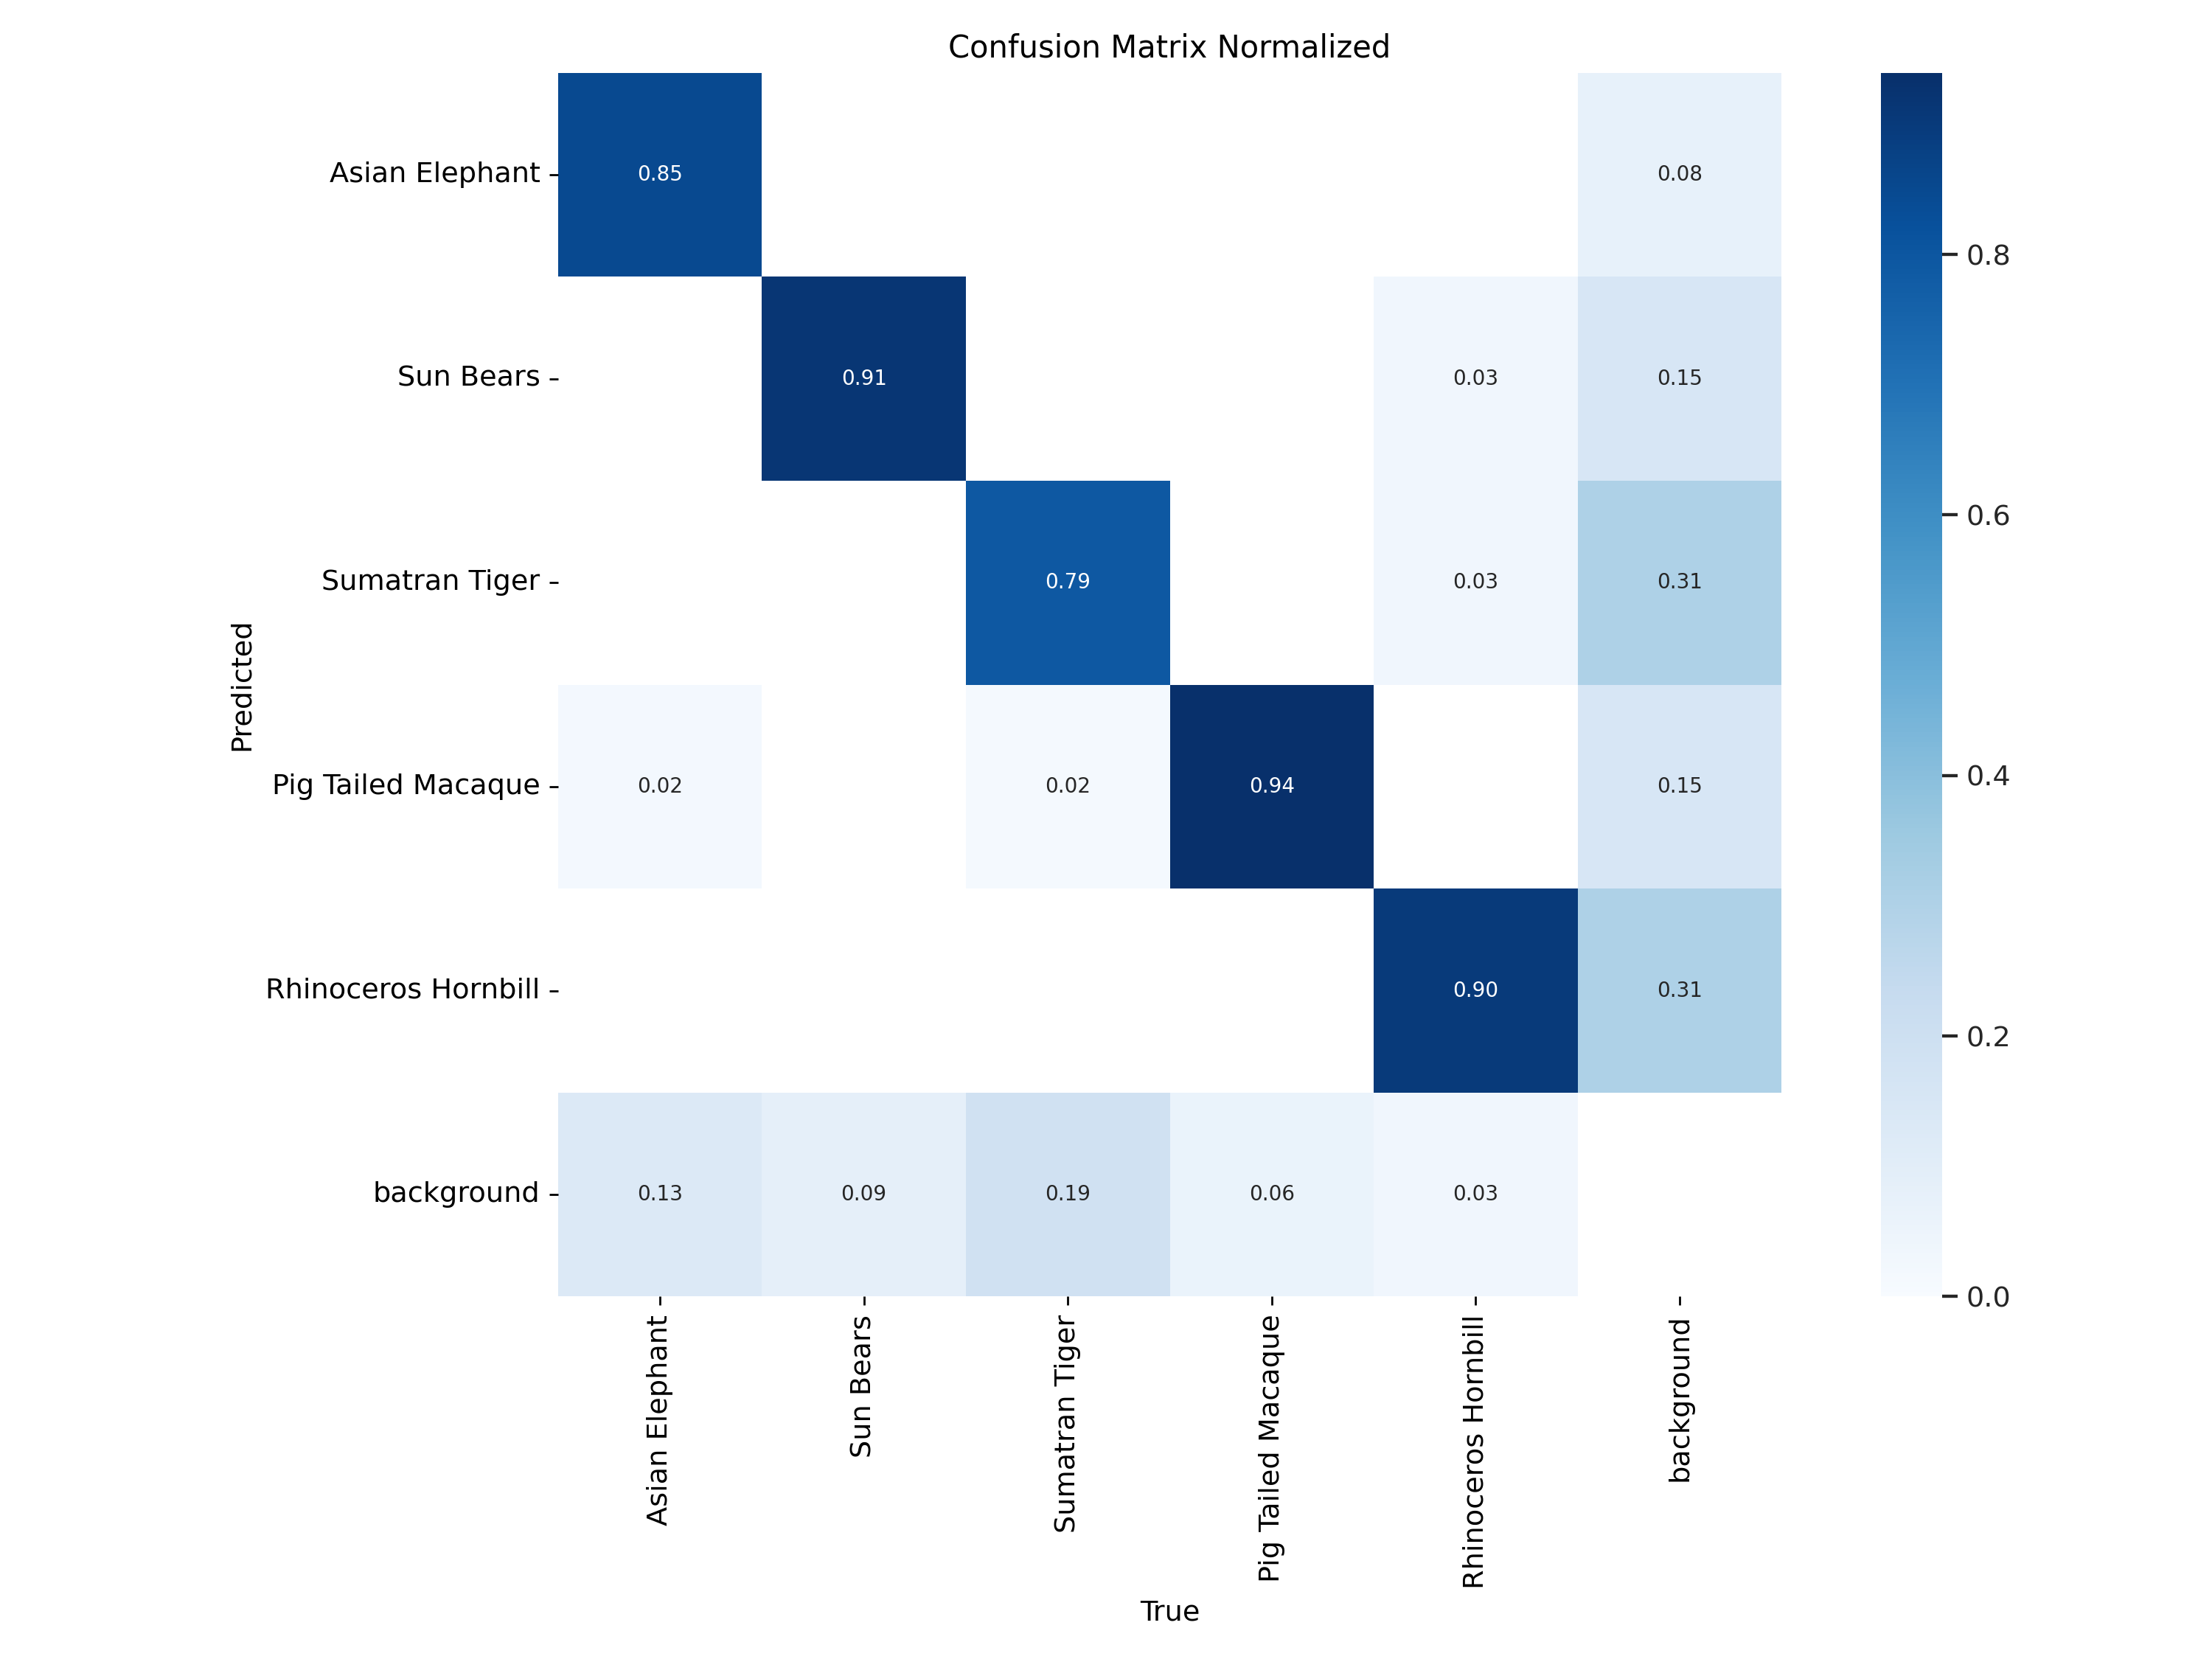 Confusion Matrix Normalized
Asian Elephant 0.85 0.08
Sun Bears 0.91 0.03 0.15
Sumatran Tiger 0.79 0.03 0.31
Pig Tailed Macaque 0.02 0.02 0.94 0.15
Rhinoceros Hornbill 0.90 0.31
background 0.13 0.09 0.19 0.06 0.03
Predicted
Asian Elephant
Sun Bears
Sumatran Tiger
Pig Tailed Macaque
Rhinoceros Hornbill
background
True
0.8
0.6
0.4
0.2
0.0